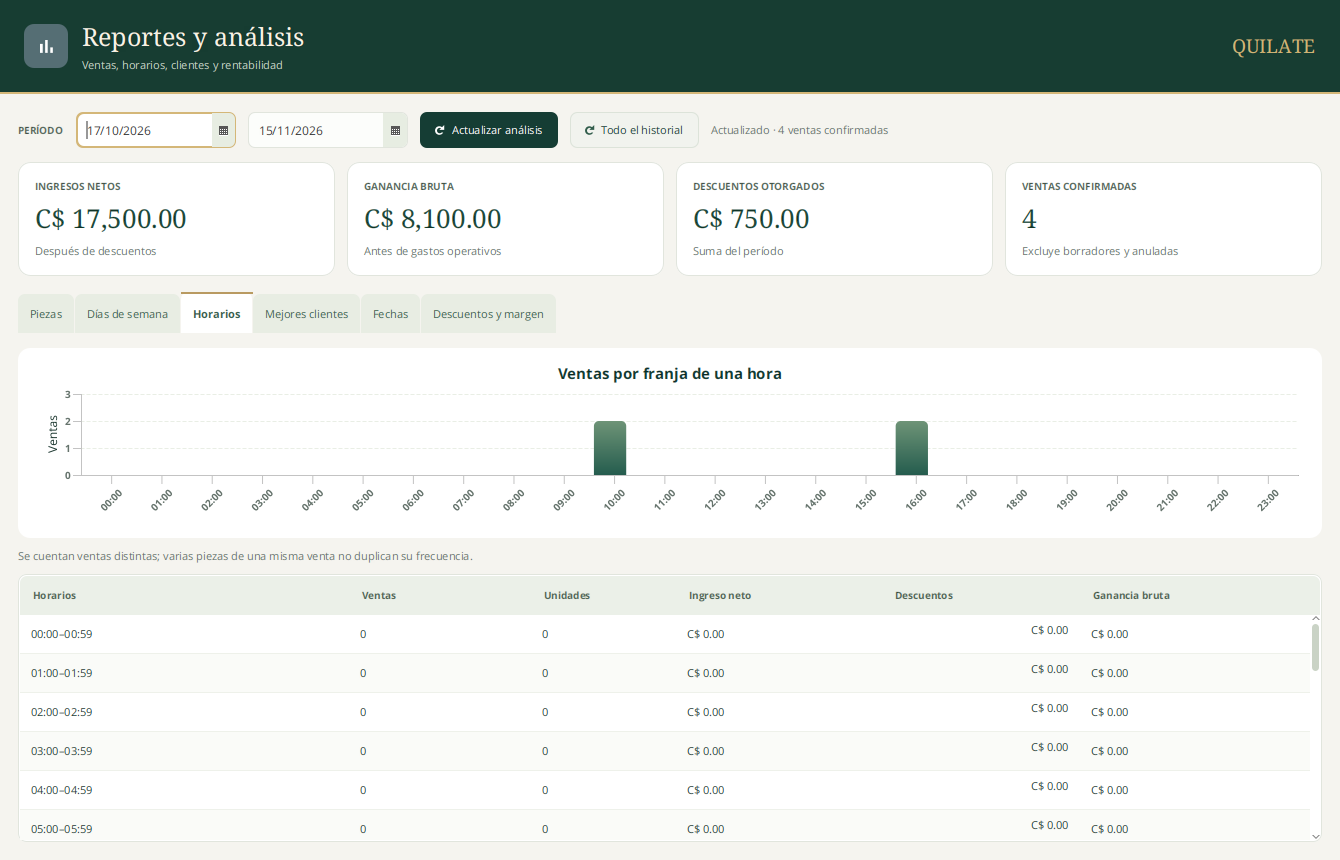 Reportes y análisis
QUILATE
Ventas, horarios, clientes y rentabilidad
PERÍODO 17/10/2026 15/11/2026 Actualizar análisis Todo el historial Actualizado · 4 ventas confirmadas
INGRESOS NETOS
C$ 17,500.00
Después de descuentos
GANANCIA BRUTA
C$ 8,100.00
Antes de gastos operativos
DESCUENTOS OTORGADOS
C$ 750.00
Suma del período
VENTAS CONFIRMADAS
4
Excluye borradores y anuladas
Piezas Días de semana Horarios Mejores clientes Fechas Descuentos y margen
Ventas por franja de una hora
Ventas
3
2
1
0
00:00 01:00 02:00 03:00 04:00 05:00 06:00 07:00 08:00 09:00 10:00 11:00 12:00 13:00 14:00 15:00 16:00 17:00 18:00 19:00 20:00 21:00 22:00 23:00
Se cuentan ventas distintas; varias piezas de una misma venta no duplican su frecuencia.
Horarios Ventas Unidades Ingreso neto Descuentos Ganancia bruta
00:00–00:59 0 0 C$ 0.00 C$ 0.00 C$ 0.00
01:00–01:59 0 0 C$ 0.00 C$ 0.00 C$ 0.00
02:00–02:59 0 0 C$ 0.00 C$ 0.00 C$ 0.00
03:00–03:59 0 0 C$ 0.00 C$ 0.00 C$ 0.00
04:00–04:59 0 0 C$ 0.00 C$ 0.00 C$ 0.00
05:00–05:59 0 0 C$ 0.00 C$ 0.00 C$ 0.00